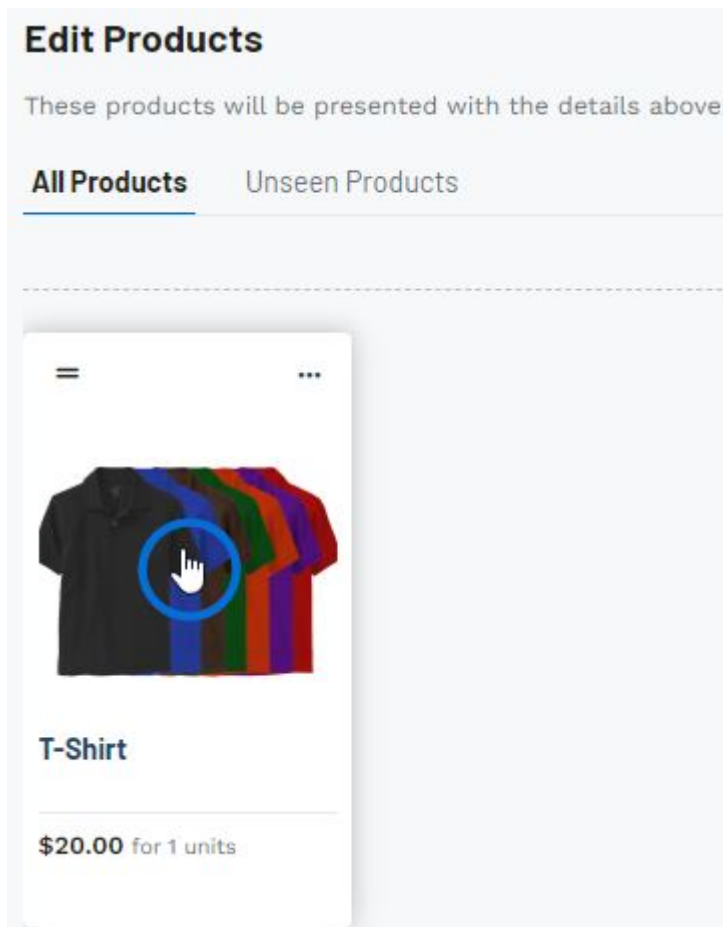 Edit Products
These products will be presented with the details above
All Products Unseen Products
T-Shirt
$20.00 for 1 units